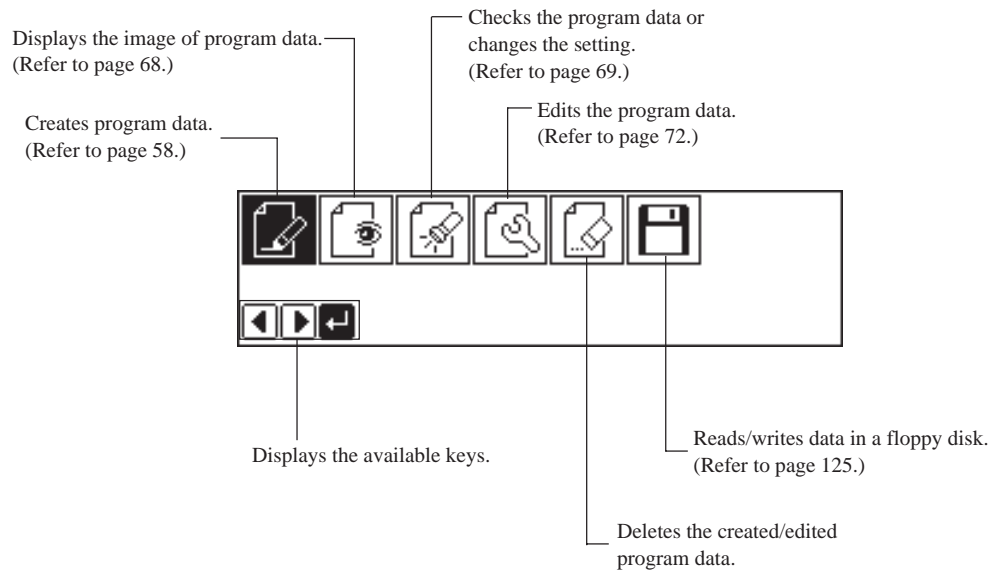 Checks the program data or
changes the setting.
(Refer to page 69.)
Displays the image of program data.
(Refer to page 68.)
Edits the program data.
(Refer to page 72.)
Creates program data.
(Refer to page 58.)
Displays the available keys.
Reads/writes data in a floppy disk.
(Refer to page 125.)
Deletes the created/edited
program data.